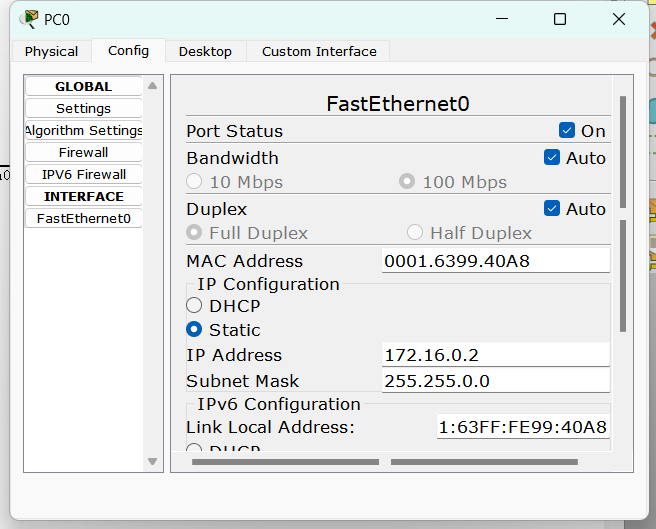 PC0
Physical Config Desktop Custom Interface
GLOBAL
Settings
Algorithm Settings
Firewall
IPV6 Firewall
INTERFACE
FastEthernet0
FastEthernet0
Port Status On
Bandwidth Auto
10 Mbps 100 Mbps
Duplex Auto
Full Duplex Half Duplex
MAC Address 0001.6399.40A8
IP Configuration
DHCP
Static
IP Address 172.16.0.2
Subnet Mask 255.255.0.0
IPv6 Configuration
Link Local Address: 1:63FF:FE99:40A8
DHCP